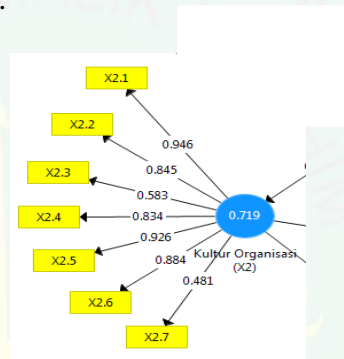 X2.1
0.946
X2.2
0.845
X2.3
0.583
X2.4
0.834
0.719
X2.5
0.926
Kultur Organisasi
(X2)
X2.6
0.884
X2.7
0.481